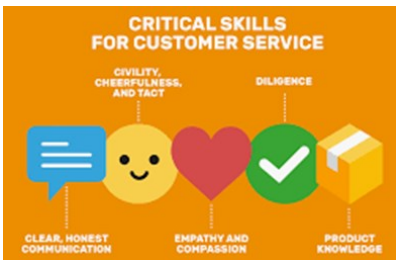 CRITICAL SKILLS
FOR CUSTOMER SERVICE
CIVILITY,
CHEERFULNESS,
AND TACT
DILIGENCE
CLEAR, HONEST
COMMUNICATION
EMPATHY AND
COMPASSION
PRODUCT
KNOWLEDGE